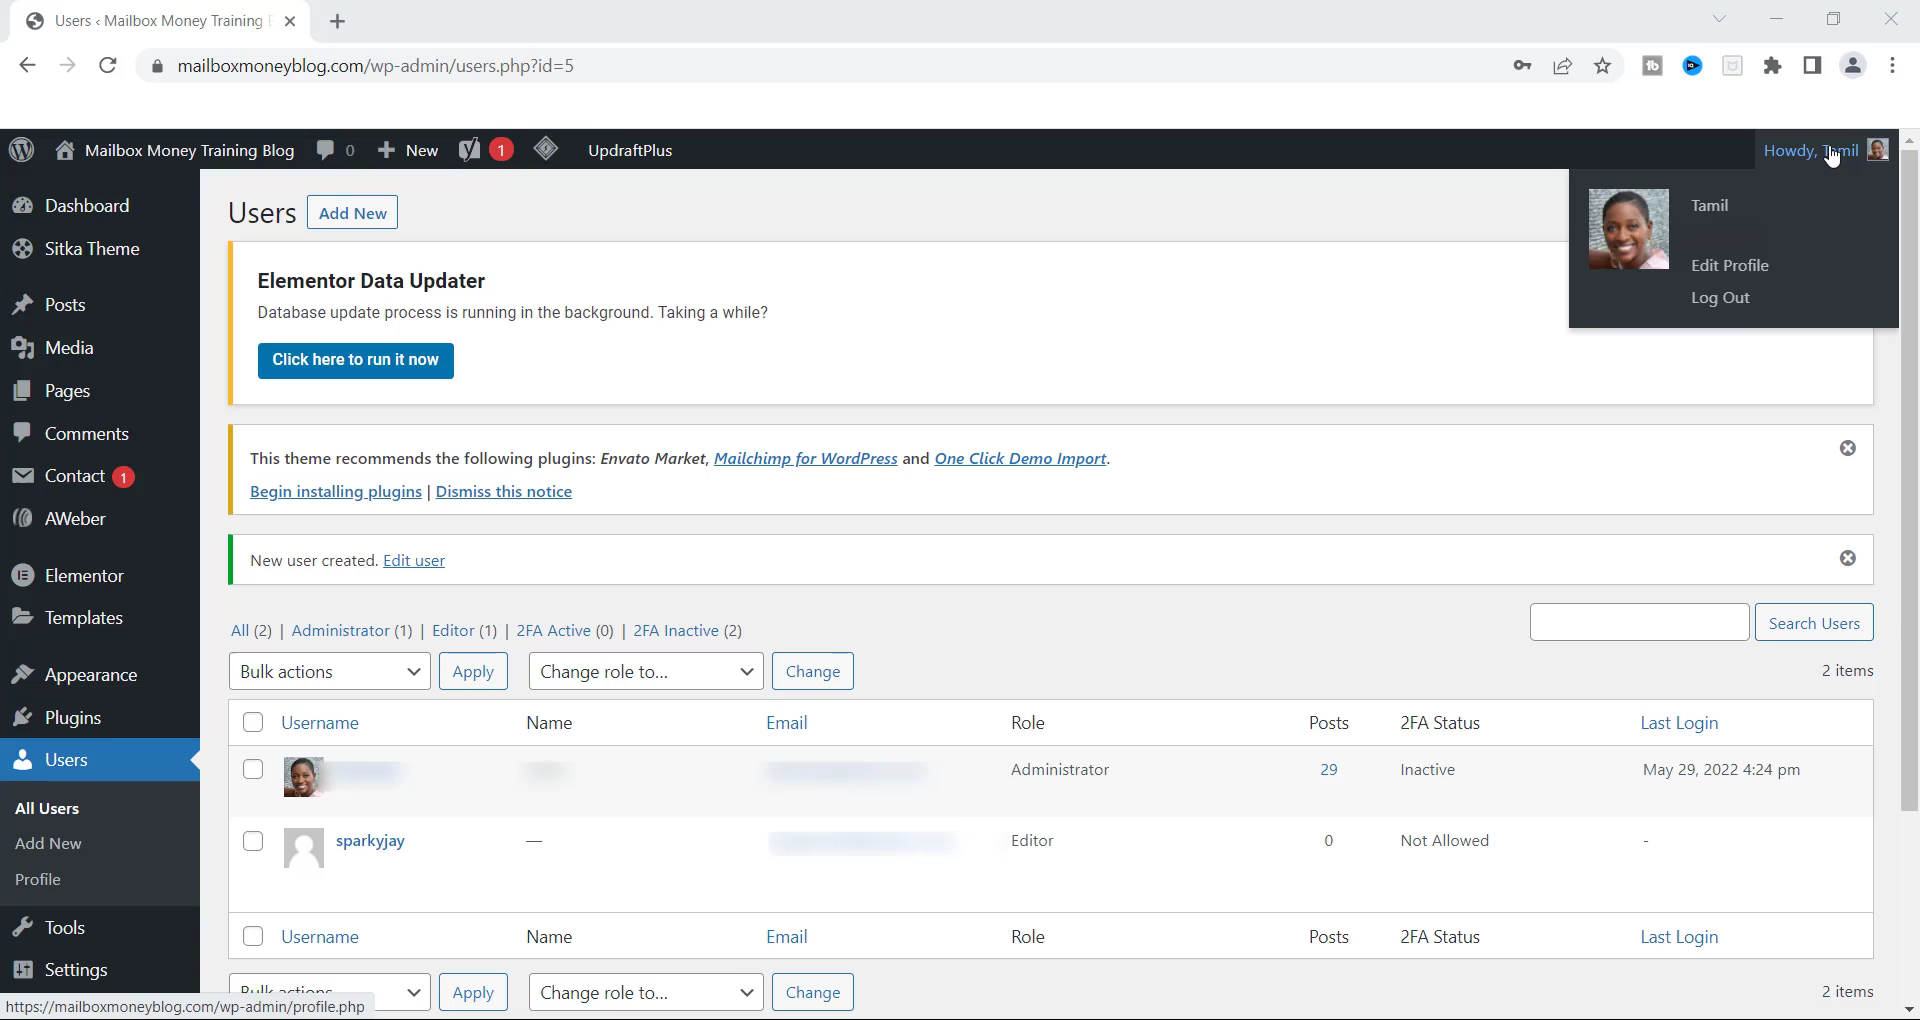 Users ‹ Mailbox Money Training
mailboxmoneyblog.com/wp-admin/users.php?id=5
Mailbox Money Training Blog 0 New 1 UpdraftPlus Howdy, Tamil
Tamil
Edit Profile
Log Out
Dashboard
Sitka Theme
Posts
Media
Pages
Comments
Contact 1
AWeber
Elementor
Templates
Appearance
Plugins
Users
All Users
Add New
Profile
Tools
Settings
https://mailboxmoneyblog.com/wp-admin/profile.php
Users Add New
Elementor Data Updater
Database update process is running in the background. Taking a while?
Click here to run it now
This theme recommends the following plugins: Envato Market, Mailchimp for WordPress and One Click Demo Import.
Begin installing plugins | Dismiss this notice
New user created. Edit user
All (2) | Administrator (1) | Editor (1) | 2FA Active (0) | 2FA Inactive (2)
Search Users
Bulk actions Apply Change role to... Change 2 items
Username Name Email Role Posts 2FA Status Last Login
Administrator 29 Inactive May 29, 2022 4:24 pm
sparkyjay — Editor 0 Not Allowed -
Username Name Email Role Posts 2FA Status Last Login
Bulk actions Apply Change role to... Change 2 items